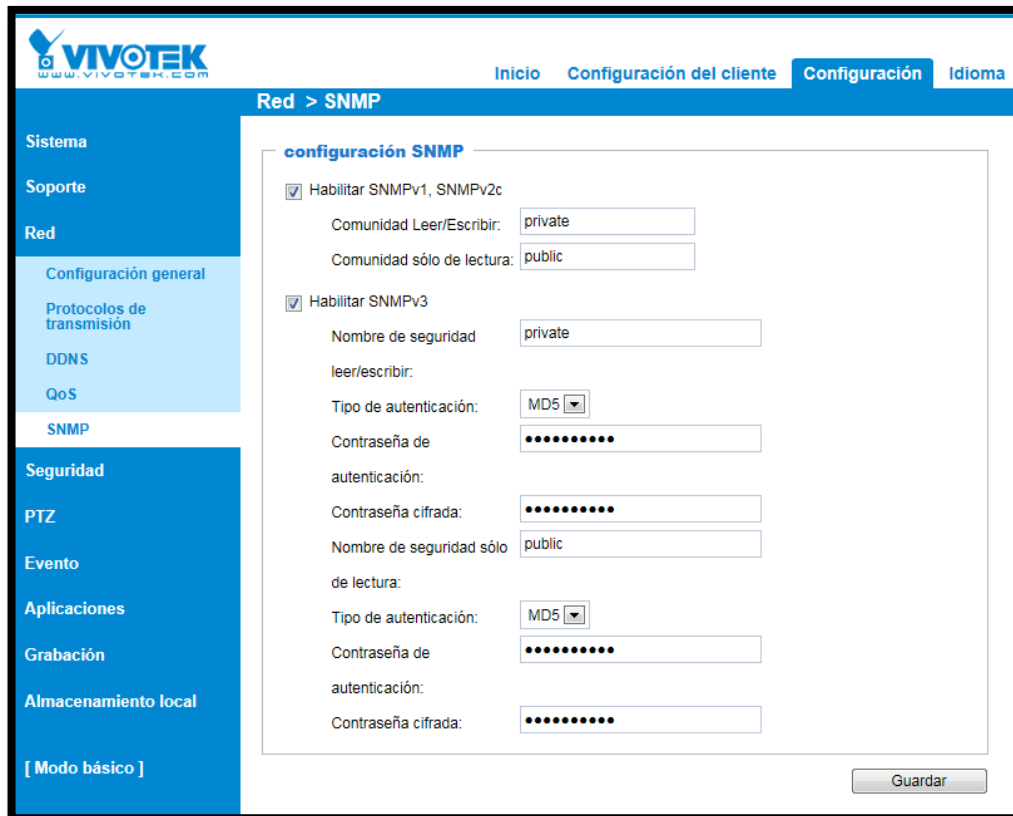 VIVOTEK
www.vivotek.com
Inicio Configuración del cliente Configuración Idioma
Red > SNMP
Sistema
Soporte
Red
Configuración general
Protocolos de
transmisión
DDNS
QoS
SNMP
Seguridad
PTZ
Evento
Aplicaciones
Grabación
Almacenamiento local
[ Modo básico ]
configuración SNMP
Habilitar SNMPv1, SNMPv2c
Comunidad Leer/Escribir: private
Comunidad sólo de lectura: public
Habilitar SNMPv3
Nombre de seguridad private
leer/escribir:
Tipo de autenticación: MD5
Contraseña de ••••••••••
autenticación:
Contraseña cifrada: ••••••••••
Nombre de seguridad sólo public
de lectura:
Tipo de autenticación: MD5
Contraseña de ••••••••••
autenticación:
Contraseña cifrada: ••••••••••
Guardar